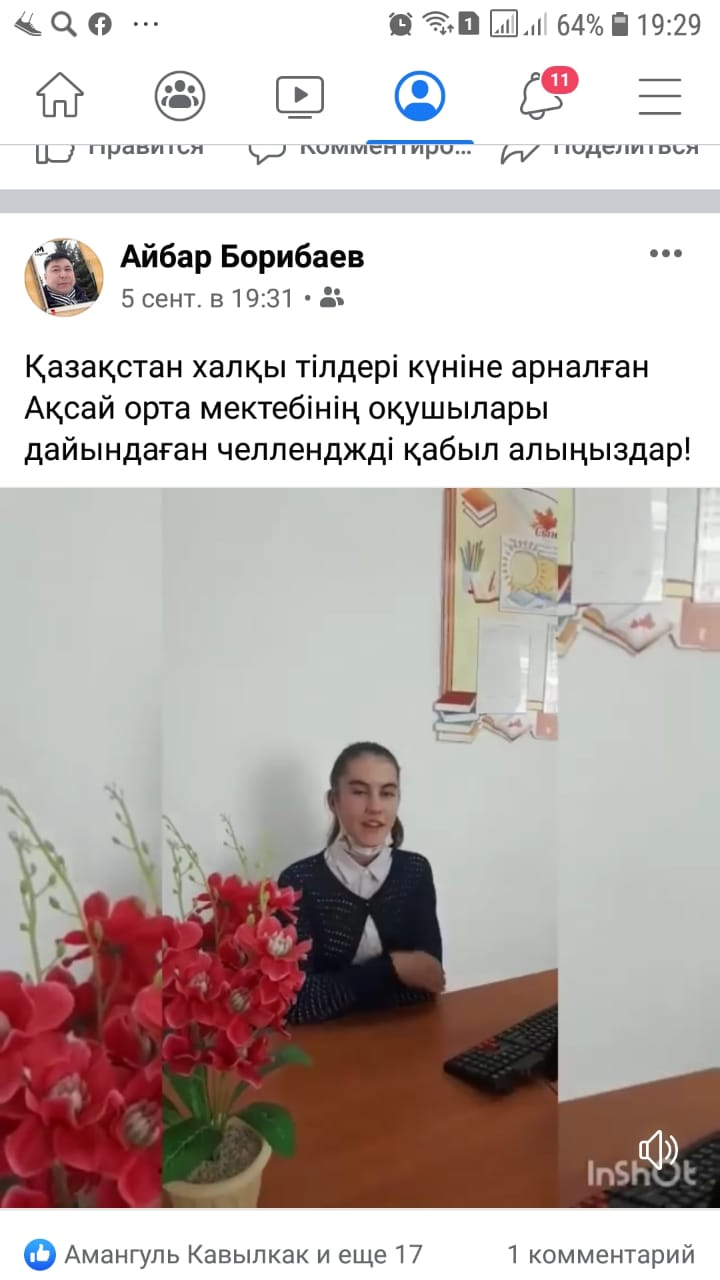 64% 19:29
11
Нравится Комментиро... Поделиться
Айбар Борибаев
5 сент. в 19:31
Қазақстан халқы тілдері күніне арналған
Ақсай орта мектебінің оқушылары
дайындаған челленджді қабыл алыңыздар!
InShOt
Амангуль Кавылкак и еще 17
1 комментарий